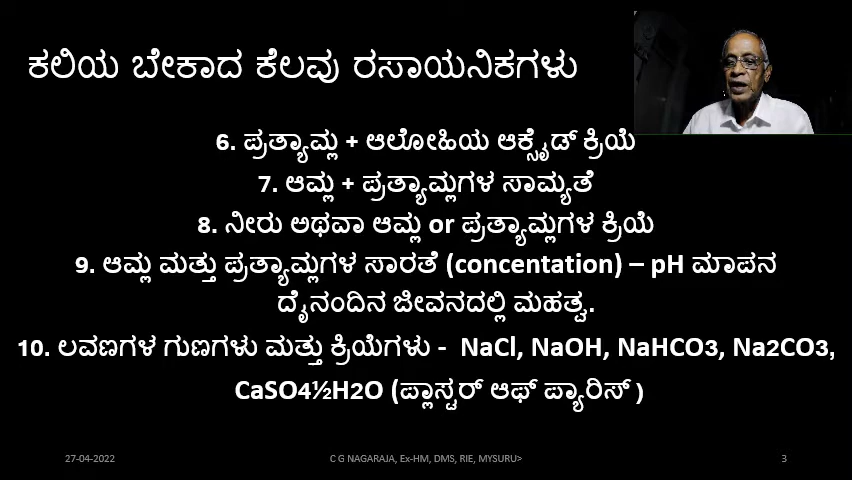 ಕಲಿಯ ಬೇಕಾದ ಕೆಲವು ರಸಾಯನಿಕಗಳು
6. ಪ್ರತ್ಯಾಮ್ಲ + ಆಲೋಹಿಯ ಆಕ್ಸೈಡ್ ಕ್ರಿಯೆ
7. ಆಮ್ಲ + ಪ್ರತ್ಯಾಮ್ಲಗಳ ಸಾಮ್ಯತೆ
8. ನೀರು ಅಥವಾ ಆಮ್ಲ or ಪ್ರತ್ಯಾಮ್ಲಗಳ ಕ್ರಿಯೆ
9. ಆಮ್ಲ ಮತ್ತು ಪ್ರತ್ಯಾಮ್ಲಗಳ ಸಾರತೆ (concentation) – pH ಮಾಪನ
ದೈನಂದಿನ ಜೀವನದಲ್ಲಿ ಮಹತ್ವ.
10. ಲವಣಗಳ ಗುಣಗಳು ಮತ್ತು ಕ್ರಿಯೆಗಳು - NaCl, NaOH, NaHCO3, Na2CO3,
CaSO4½H2O (ಪ್ಲಾಸ್ಟರ್ ಆಫ್ ಪ್ಯಾರಿಸ್ )
27-04-2022 C G NAGARAJA, Ex-HM, DMS, RIE, MYSURU> 3